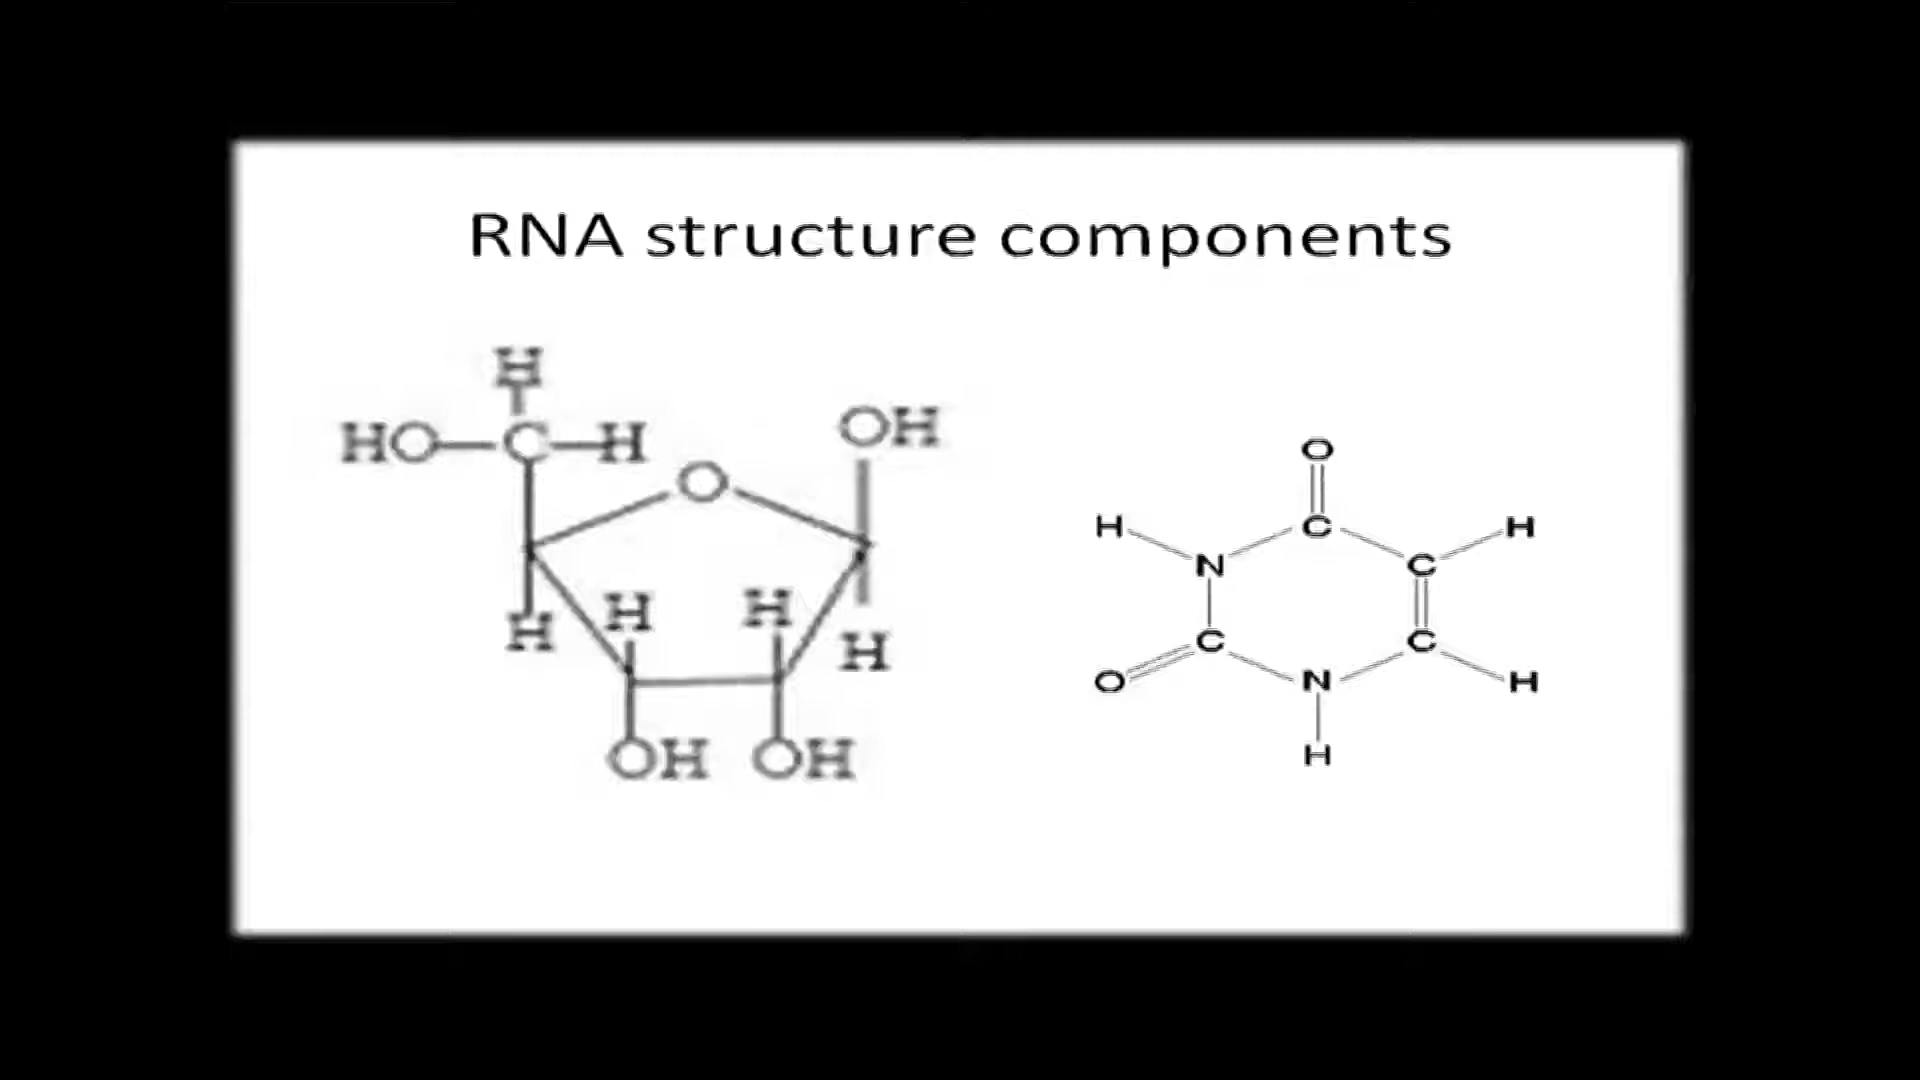 RNA structure components
H
HO C H
O
OH
H H H H
OH OH
O
H C H
N C
C C
O N H
H